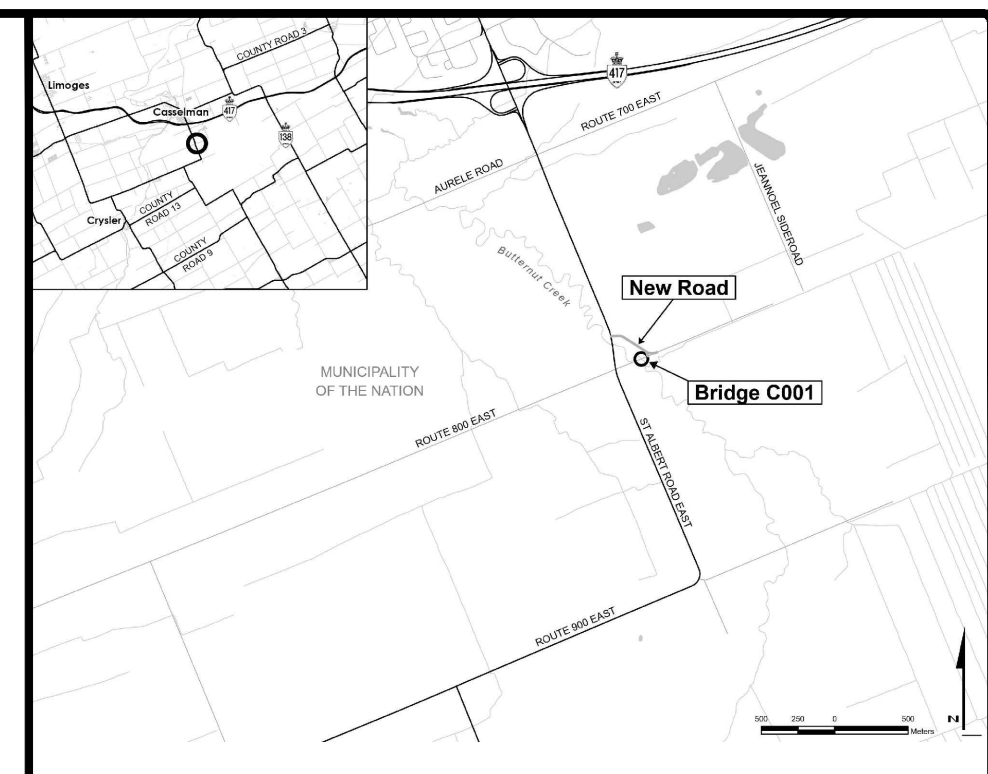 COUNTY ROAD 3
Limoges
Casselman
417
138
COUNTY
ROAD 13
Crysler
COUNTY
ROAD 9
417
ROUTE 700 EAST
AURELE ROAD
JEANNOEL SIDEROAD
Butternut Creek
New Road
MUNICIPALITY
OF THE NATION
Bridge C001
ROUTE 800 EAST
ST ALBERT ROAD EAST
ROUTE 900 EAST
N
500 250 0 500
Meters